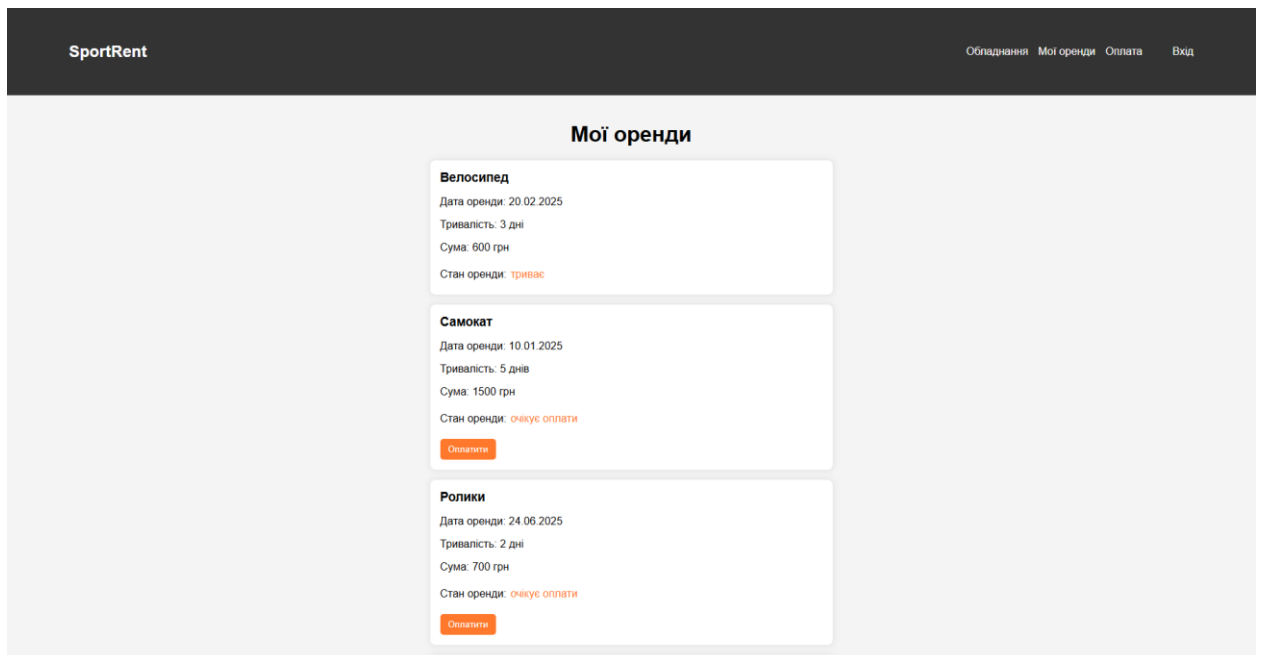 SportRent
Обладнання Мої оренди Оплата Вхід
Мої оренди
Велосипед
Дата оренди: 20.02.2025
Тривалість: 3 дні
Сума: 600 грн
Стан оренди: триває
Самокат
Дата оренди: 10.01.2025
Тривалість: 5 днів
Сума: 1500 грн
Стан оренди: очікує оплати
Оплатити
Ролики
Дата оренди: 24.06.2025
Тривалість: 2 дні
Сума: 700 грн
Стан оренди: очікує оплати
Оплатити